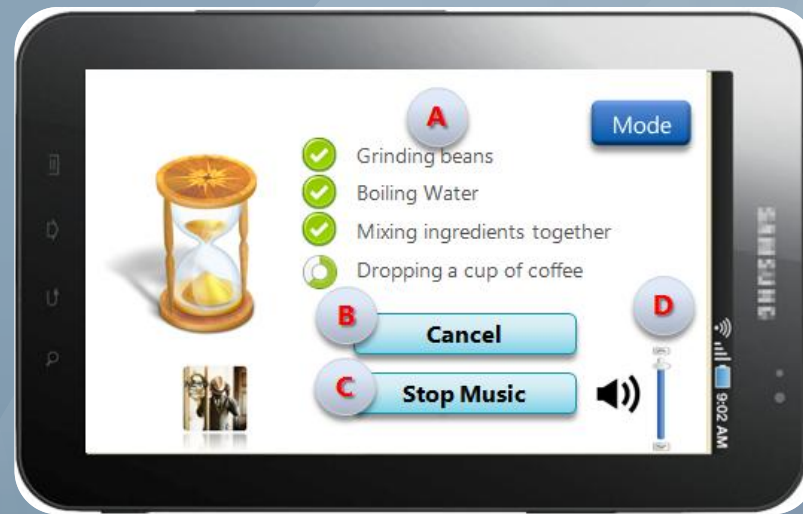 A
Mode
Grinding beans
Boiling Water
Mixing ingredients together
Dropping a cup of coffee
B
Cancel
D
C
Stop Music
SAMSUNG
9:02 AM